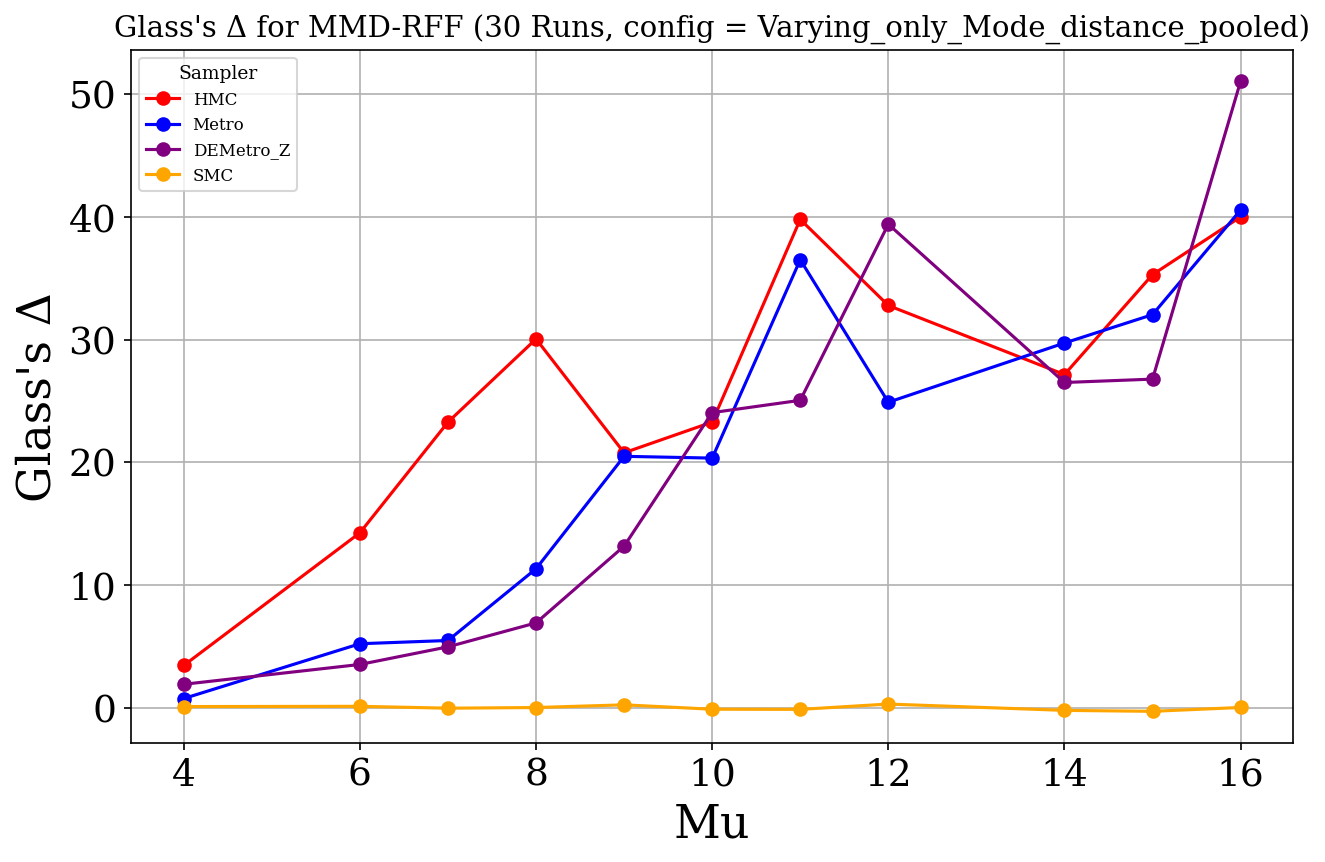 Glass's Δ for MMD-RFF (30 Runs, config = Varying_only_Mode_distance_pooled)
Sampler
HMC
Metro
DEMetro_Z
SMC
Glass's Δ
50
40
30
20
10
0
4 6 8 10 12 14 16
Mu